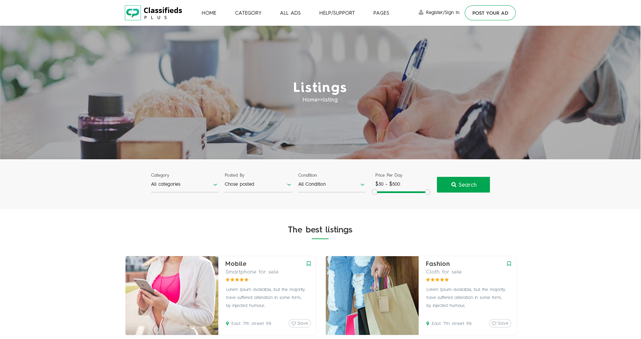 Classifieds
PLUS
HOME CATEGORY ALL ADS HELP/SUPPORT PAGES Register/Sign In POST YOUR AD
Listings
Home>>listing
Category Posted By Condition Price Per Day
All categories Chose posted All Condition $30 - $500
Search
The best listings
Mobile
Smartphone for sele
Lorem Ipsum available, but the majority
have suffered alteration in some form,
by injected humour.
East 7th street 98 Save
Fashion
Cloth for sele
Lorem Ipsum available, but the majority
have suffered alteration in some form,
by injected humour.
East 7th street 98 Save